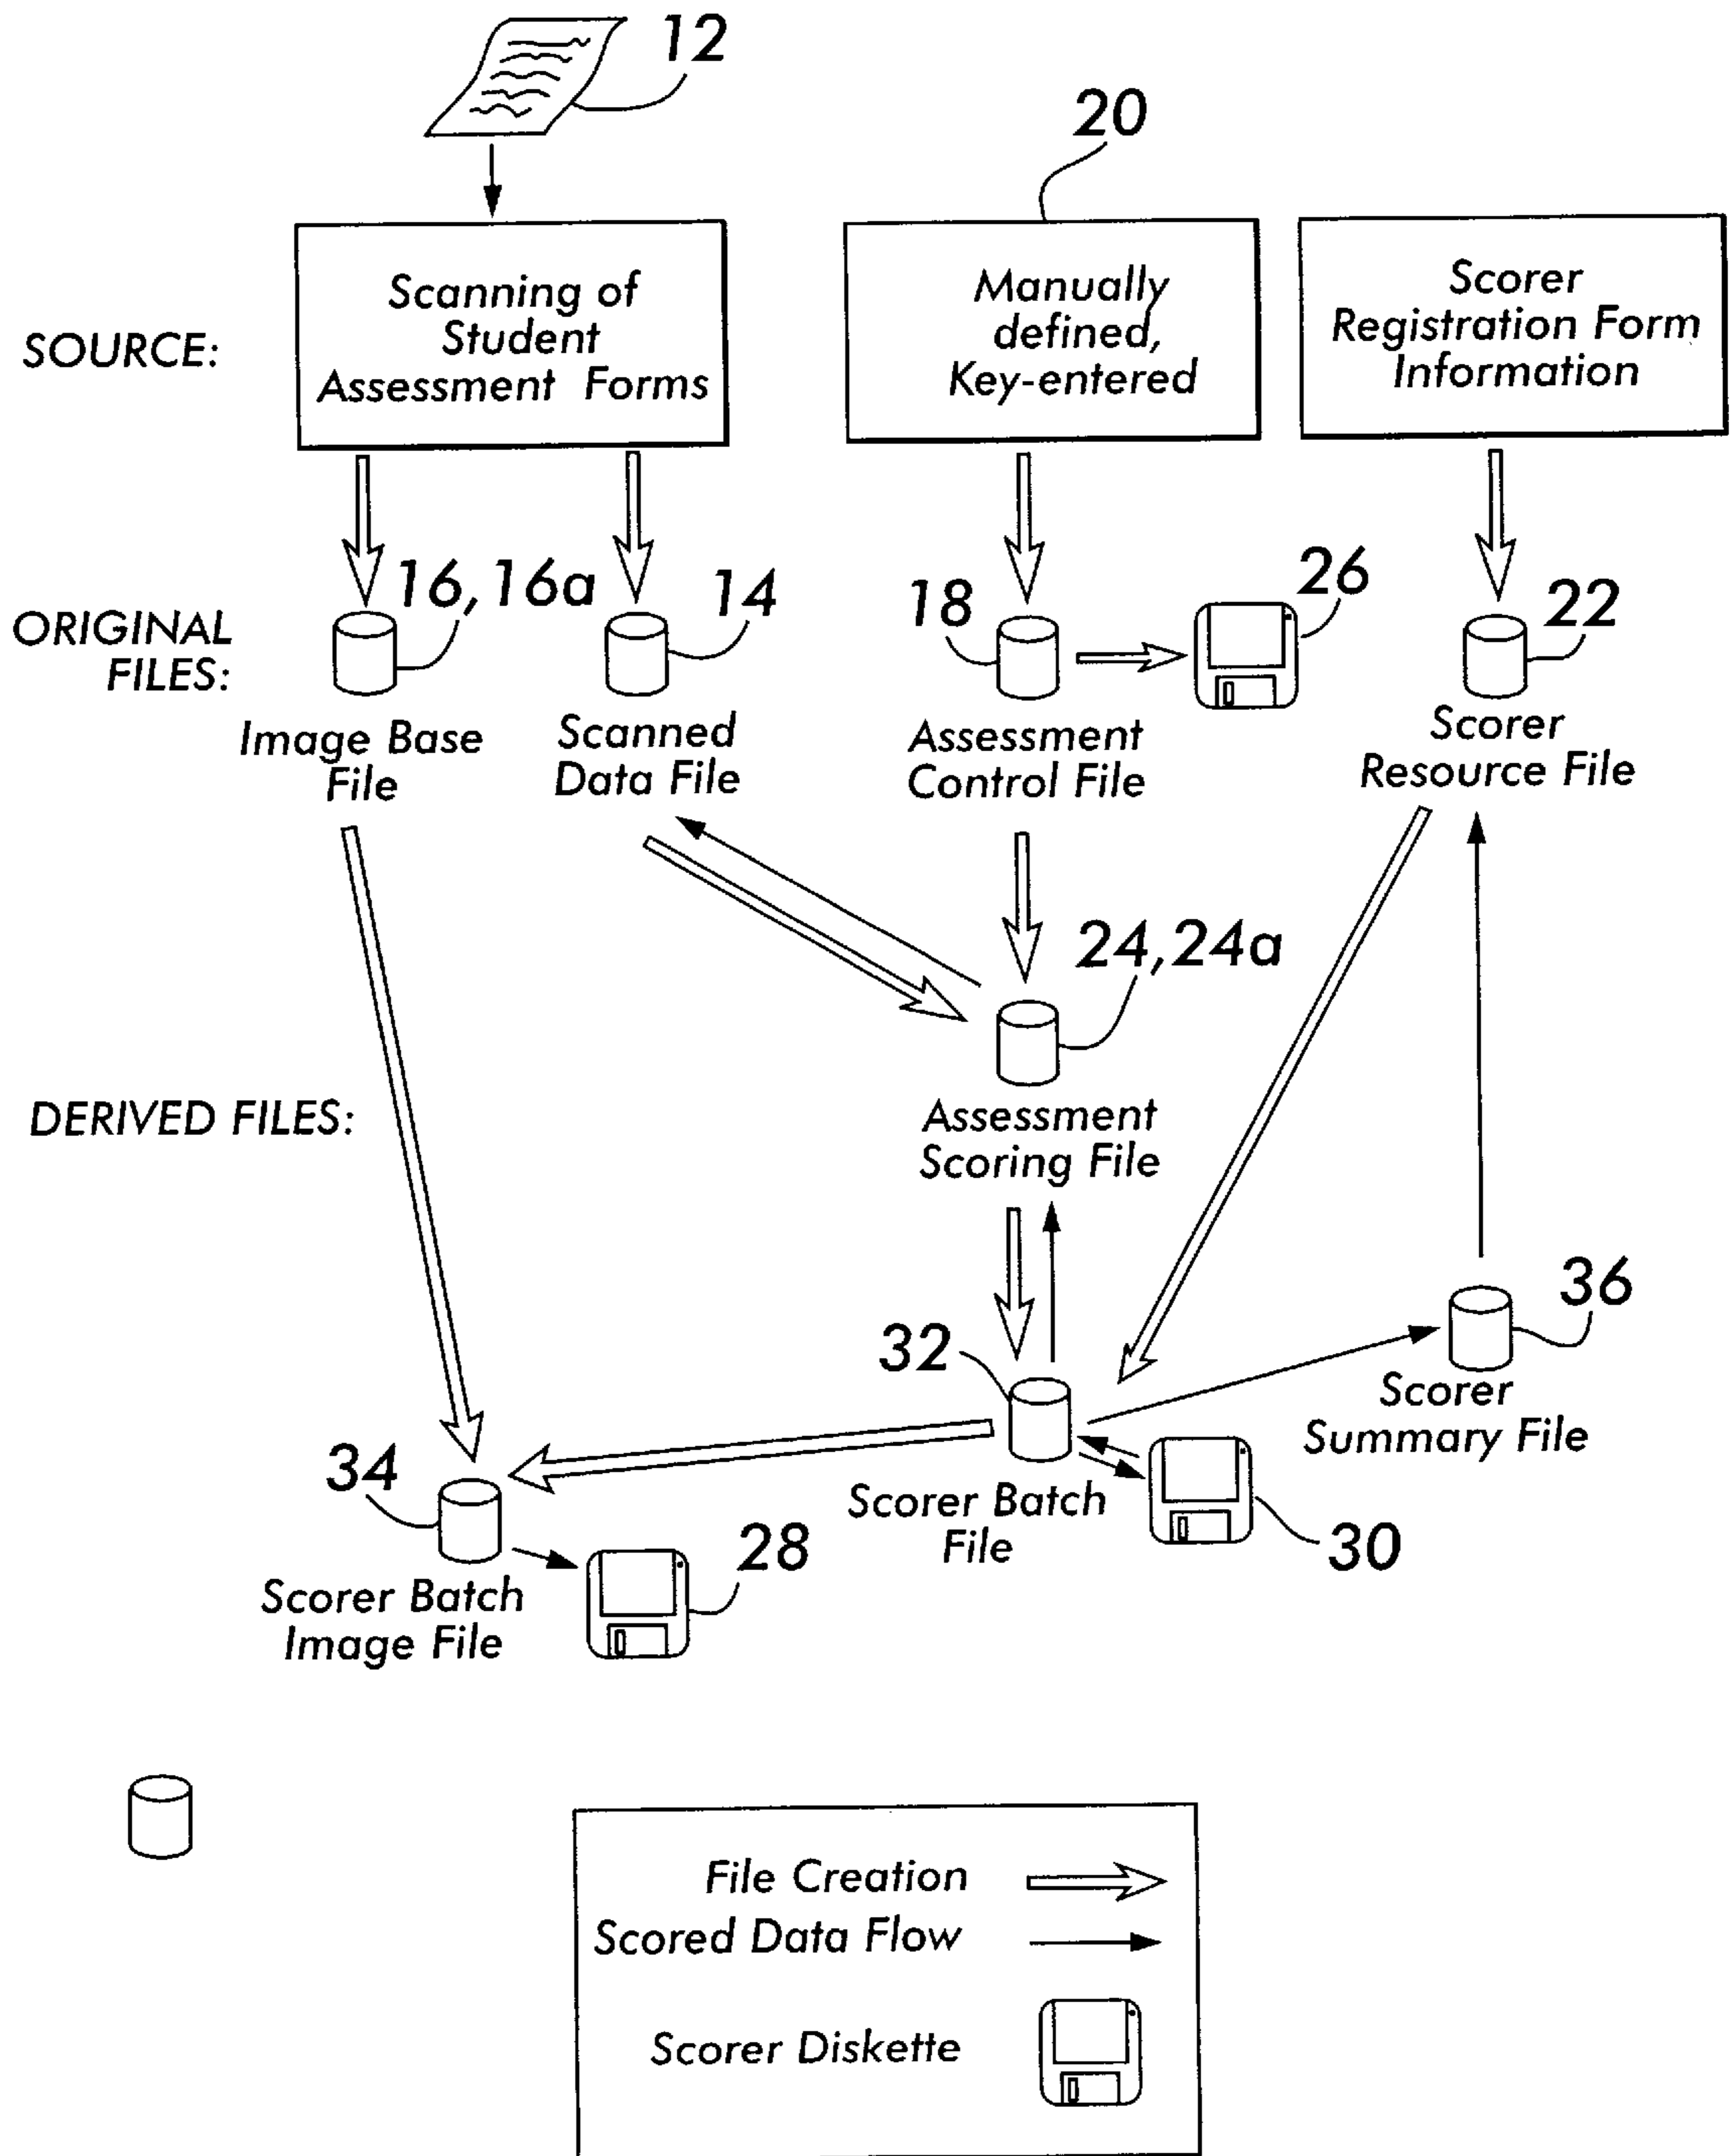 12
20
SOURCE:
Scanning of
Student
Assessment Forms
Manually
defined,
Key-entered
Scorer
Registration Form
Information
ORIGINAL
FILES:
16, 16a
14
18
26
22
Image Base
File
Scanned
Data File
Assessment
Control File
Scorer
Resource File
24, 24a
DERIVED FILES:
Assessment
Scoring File
32
36
Scorer
Summary File
34
Scorer Batch
File
30
28
Scorer Batch
Image File
File Creation
Scored Data Flow
Scorer Diskette